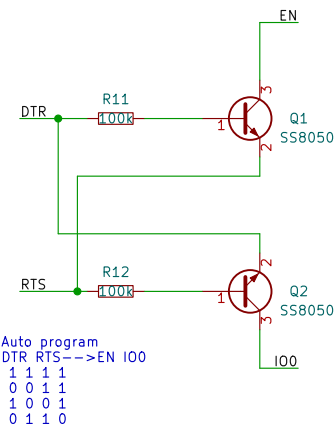 EN
3
R11
DTR
100k
1
Q1
SS8050
2
RTS
R12
100k
2
1
Q2
SS8050
3
IO0
Auto program
DTR RTS-->EN IO0
1 1 1 1
0 0 1 1
1 0 0 1
0 1 1 0